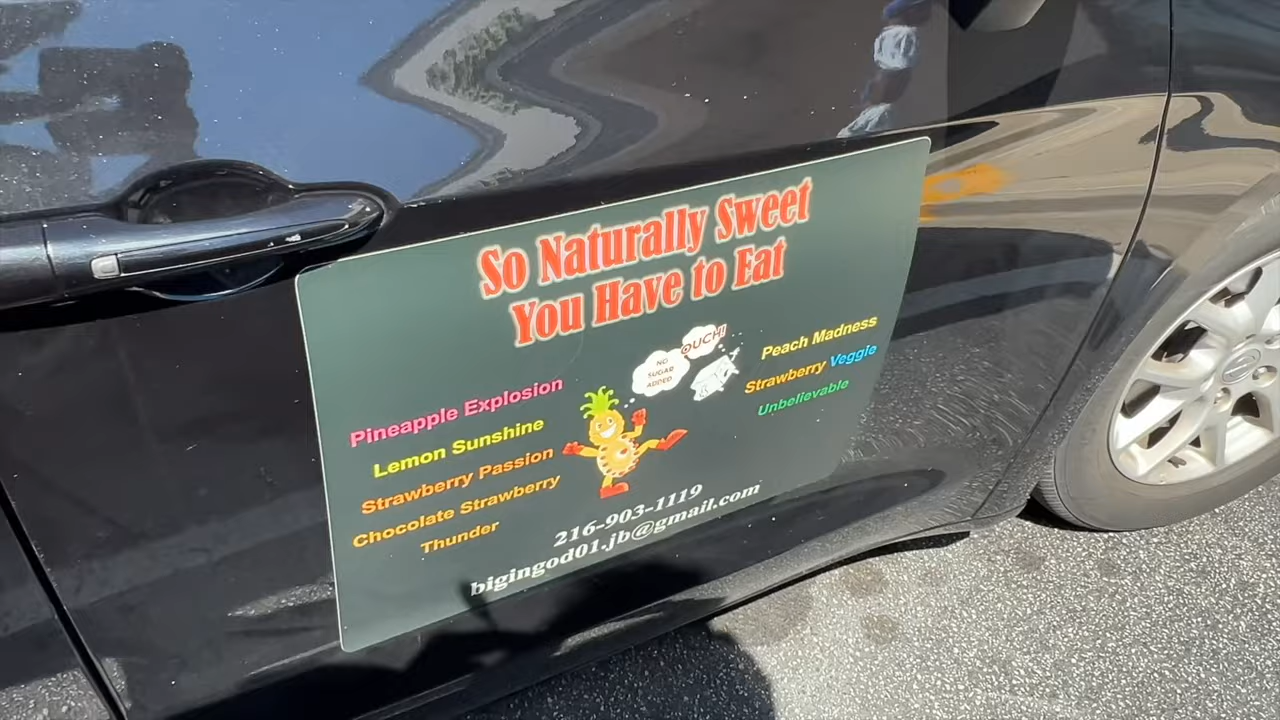 So Naturally Sweet
You Have to Eat
Pineapple Explosion
Lemon Sunshine
Strawberry Passion
Chocolate Strawberry
Thunder
NO
SUGAR
ADDED
OUCH!
Peach Madness
Strawberry Veggie
Unbelievable
216-903-1119
bigingod01.jb@gmail.com